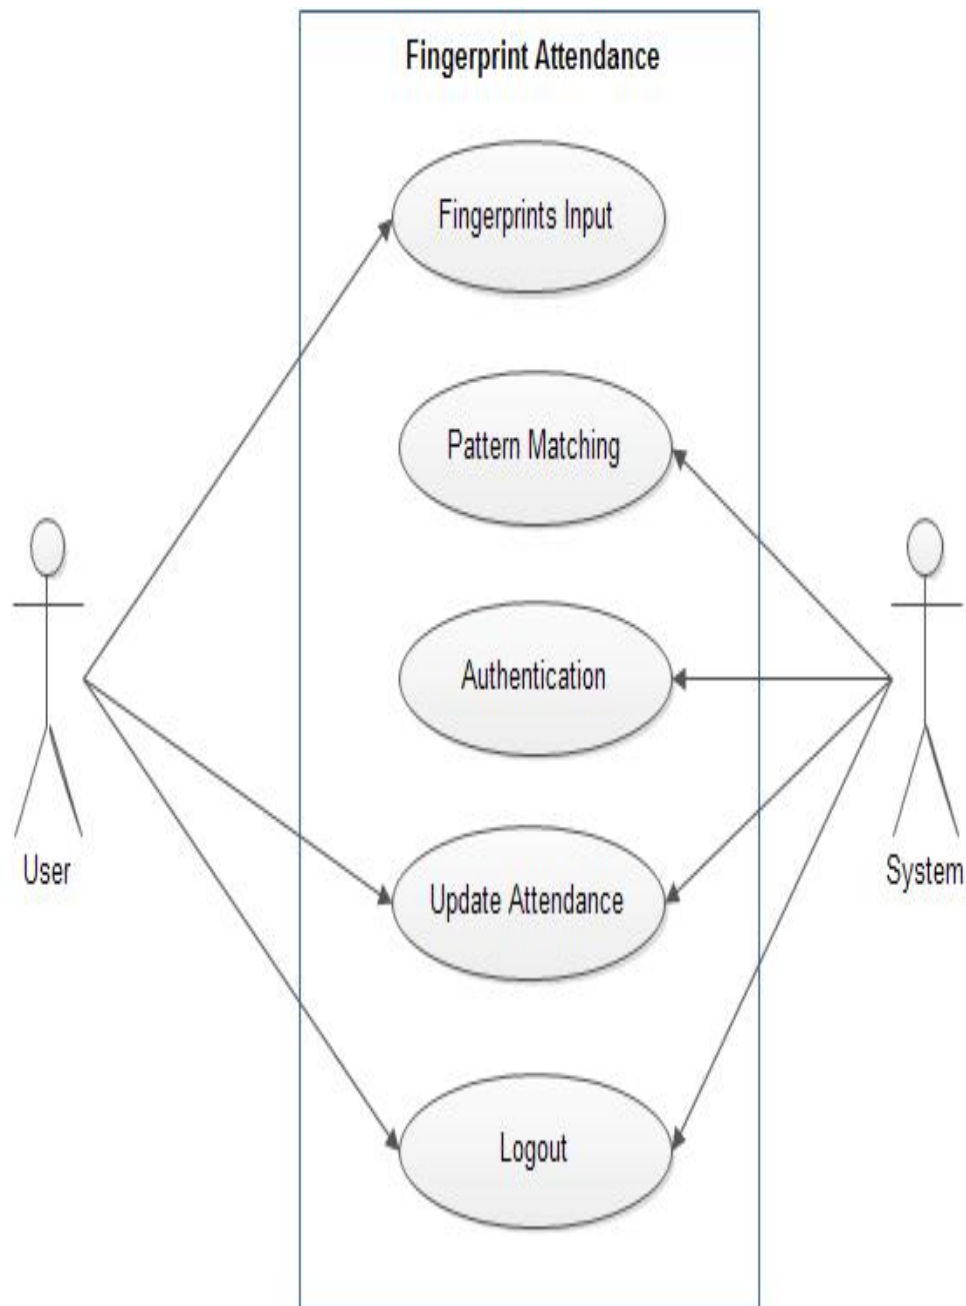 Fingerprint Attendance
Fingerprints Input
Pattern Matching
Authentication
Update Attendance
Logout
User
System